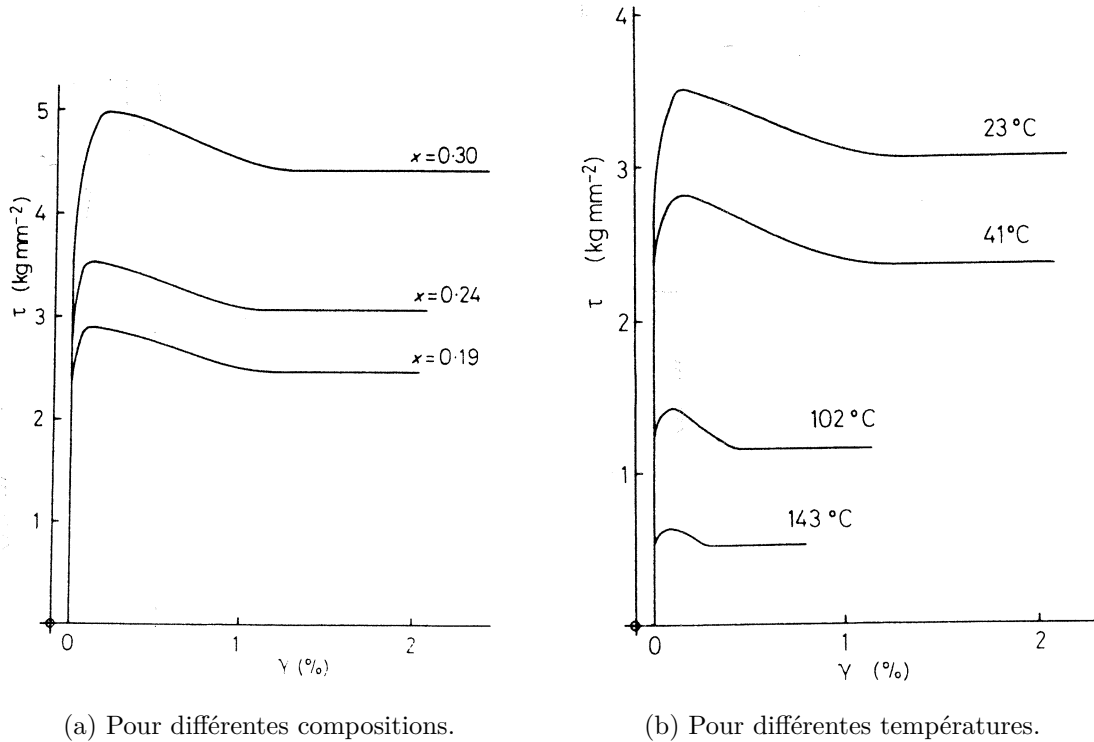 5
4
3
2
1
τ (kg mm⁻²)
x=0·30
x=0·24
x=0·19
0
1
2
γ (%)
(a) Pour différentes compositions.
4
3
2
1
τ (kg mm⁻²)
23 °C
41°C
102 °C
143 °C
0
1
2
γ (%)
(b) Pour différentes températures.